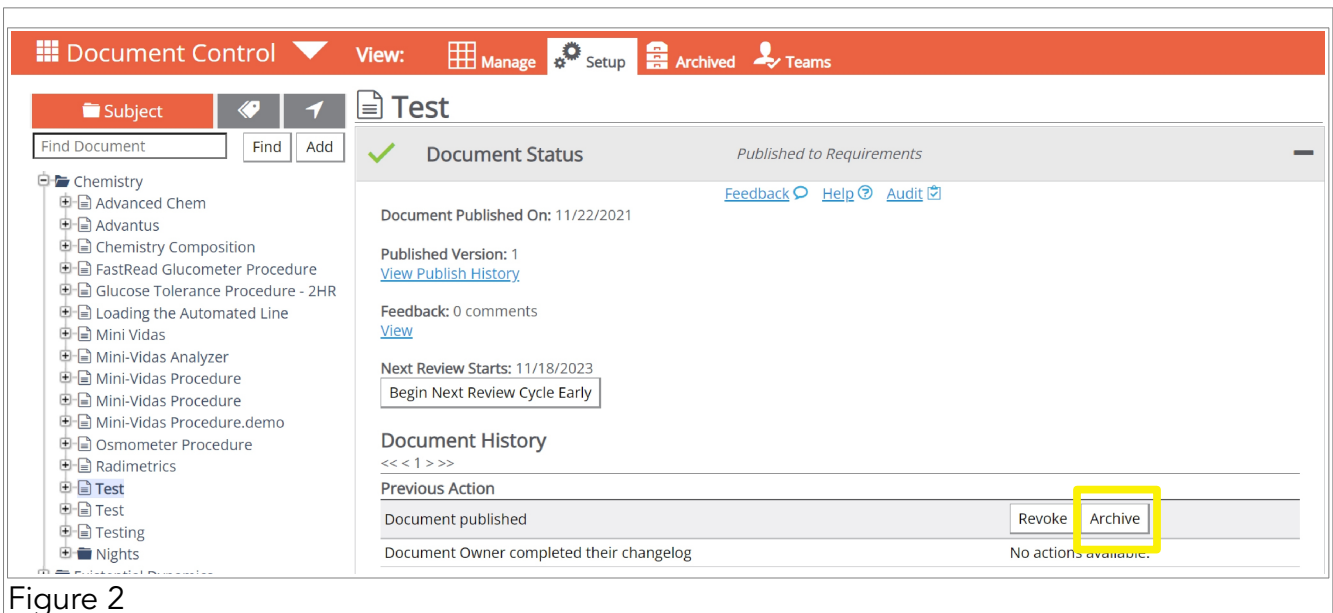 Document Control View: Manage Setup Archived Teams
Subject
Find Document Find Add
Chemistry
Advanced Chem
Advantus
Chemistry Composition
FastRead Glucometer Procedure
Glucose Tolerance Procedure - 2HR
Loading the Automated Line
Mini Vidas
Mini-Vidas Analyzer
Mini-Vidas Procedure
Mini-Vidas Procedure
Mini-Vidas Procedure.demo
Osmometer Procedure
Radimetrics
Test
Test
Testing
Nights
Test
Document Status Published to Requirements
Feedback Help Audit
Document Published On: 11/22/2021
Published Version: 1
View Publish History
Feedback: 0 comments
View
Next Review Starts: 11/18/2023
Begin Next Review Cycle Early
Document History
<< < 1 > >>
Previous Action
Document published Revoke Archive
Document Owner completed their changelog No actions available.
Figure 2